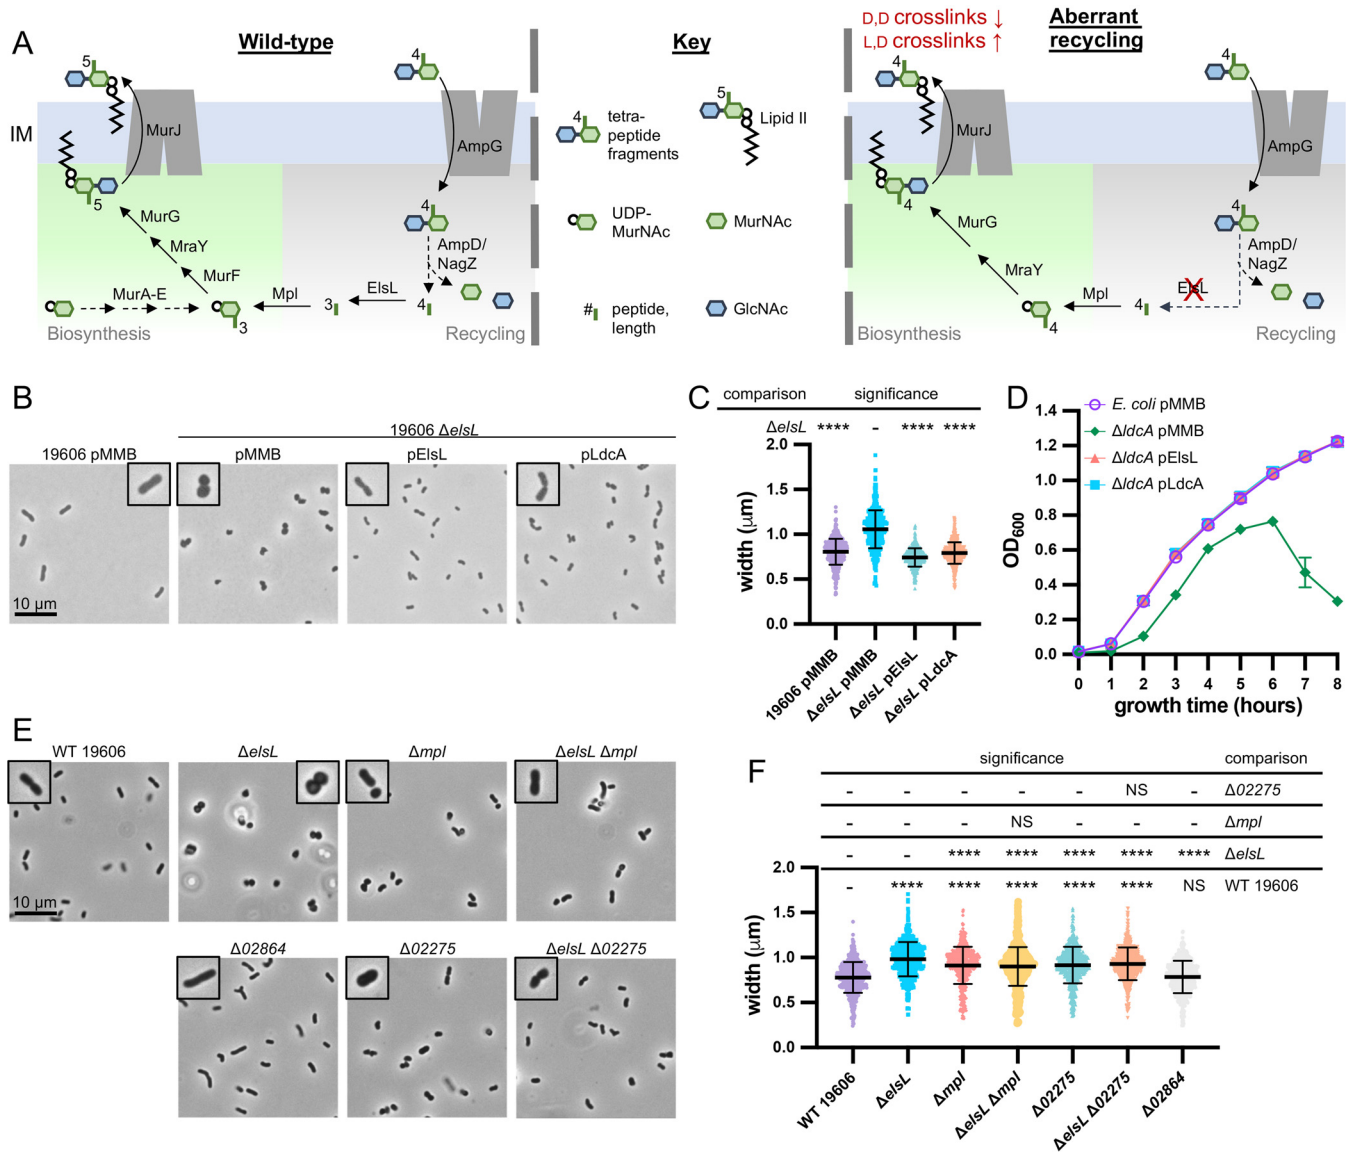 A
Wild-type
Key
D,D crosslinks ↓
L,D crosslinks ↑
Aberrant
recycling
IM
5
4
MurJ
AmpG
5
4
AmpD/
NagZ
MurG
MraY
MurF
MurA-E
Mpl
ElsL
3
3
4
Biosynthesis
Recycling
4
tetra-
peptide
fragments
5
Lipid II
UDP-
MurNAc
MurNAc
#
peptide,
length
GlcNAc
4
4
MurJ
AmpG
4
4
AmpD/
NagZ
MurG
MraY
Mpl
ElsL
4
4
Biosynthesis
Recycling
B
19606 ΔelsL
19606 pMMB
pMMB
pElsL
pLdcA
10 µm
C
comparison
significance
ΔelsL
****
-
****
****
width (µm)
2.0
1.5
1.0
0.5
0.0
19606 pMMB
ΔelsL pMMB
ΔelsL pElsL
ΔelsL pLdcA
D
E. coli pMMB
ΔldcA pMMB
ΔldcA pElsL
ΔldcA pLdcA
OD600
1.4
1.2
1.0
0.8
0.6
0.4
0.2
0.0
0 1 2 3 4 5 6 7 8
growth time (hours)
E
WT 19606
ΔelsL
Δmpl
ΔelsL Δmpl
10 µm
Δ02864
Δ02275
ΔelsL Δ02275
F
significance
comparison
- - - - - NS - Δ02275
- - - NS - - - Δmpl
- - **** **** **** **** **** ΔelsL
- **** **** **** **** **** NS WT 19606
width (µm)
2.0
1.5
1.0
0.5
0.0
WT 19606
ΔelsL
Δmpl
ΔelsL Δmpl
Δ02275
ΔelsL Δ02275
Δ02864